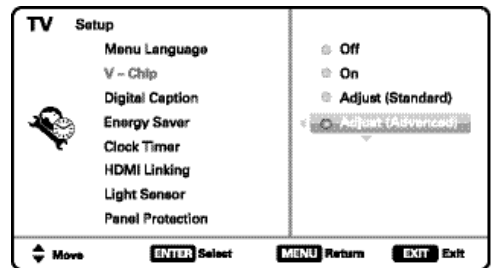 TV Setup
Menu Language
V – Chip
Digital Caption
Energy Saver
Clock Timer
HDMI Linking
Light Sensor
Panel Protection
Off
On
Adjust (Standard)
Adjust (Advanced)
Move ENTER Select MENU Return EXIT Exit